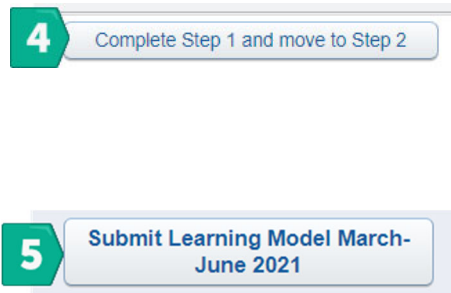 4 Complete Step 1 and move to Step 2
5 Submit Learning Model March-
June 2021